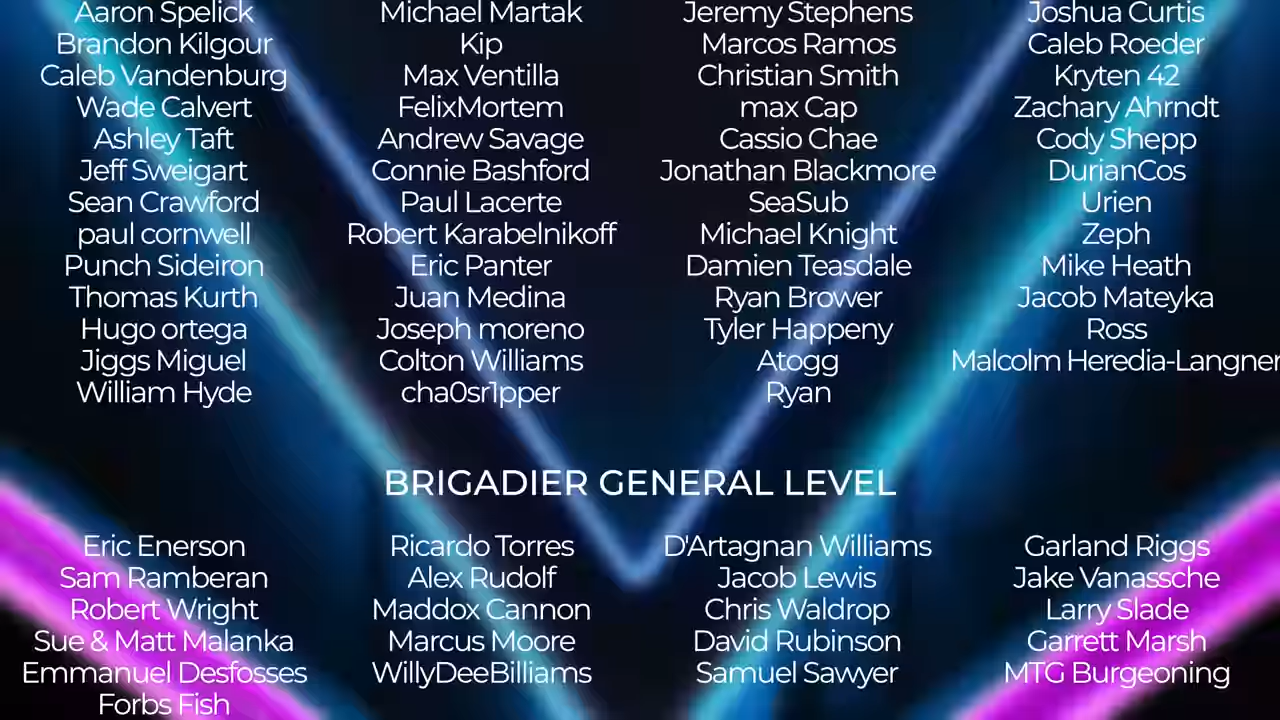 Aaron Spelick Michael Martak Jeremy Stephens Joshua Curtis
Brandon Kilgour Kip Marcos Ramos Caleb Roeder
Caleb Vandenburg Max Ventilla Christian Smith Kryten 42
Wade Calvert FelixMortem max Cap Zachary Ahrndt
Ashley Taft Andrew Savage Cassio Chae Cody Shepp
Jeff Sweigart Connie Bashford Jonathan Blackmore DurianCos
Sean Crawford Paul Lacerte SeaSub Urien
paul cornwell Robert Karabelnikoff Michael Knight Zeph
Punch Sideiron Eric Panter Damien Teasdale Mike Heath
Thomas Kurth Juan Medina Ryan Brower Jacob Mateyka
Hugo ortega Joseph moreno Tyler Happeny Ross
Jiggs Miguel Colton Williams Atogg Malcolm Heredia-Langner
William Hyde cha0sr1pper Ryan
BRIGADIER GENERAL LEVEL
Eric Enerson Ricardo Torres D'Artagnan Williams Garland Riggs
Sam Ramberan Alex Rudolf Jacob Lewis Jake Vanassche
Robert Wright Maddox Cannon Chris Waldrop Larry Slade
Sue & Matt Malanka Marcus Moore David Rubinson Garrett Marsh
Emmanuel Desfosses WillyDeeBilliams Samuel Sawyer MTG Burgeoning
Forbs Fish